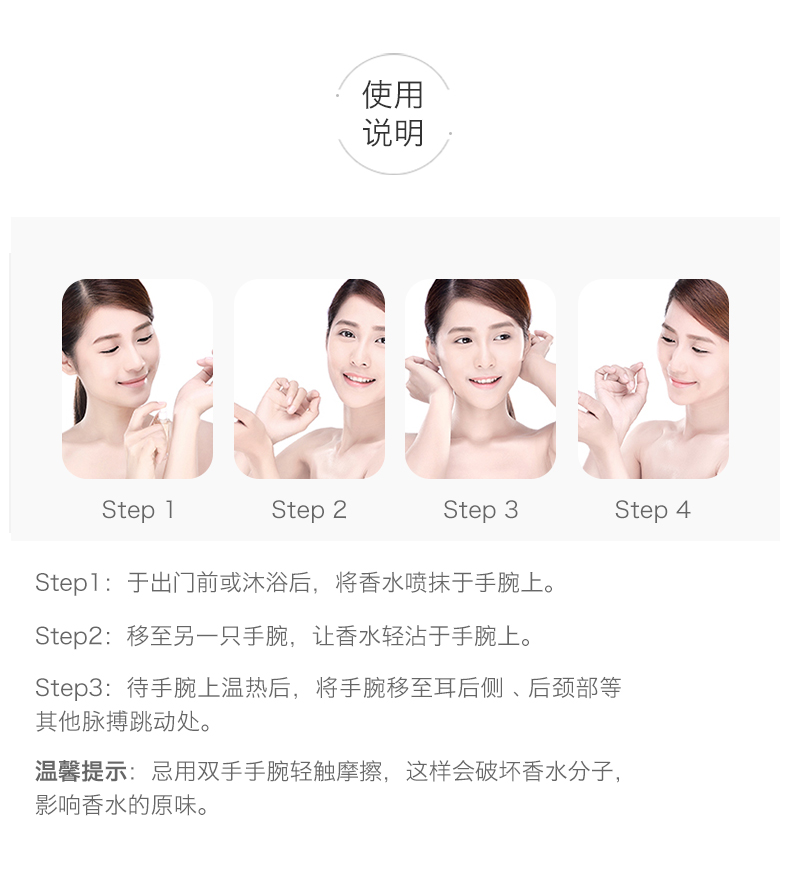 使用
说明
Step 1
Step 2
Step 3
Step 4
Step1：于出门前或沐浴后，将香水喷抹于手腕上。
Step2：移至另一只手腕，让香水轻沾于手腕上。
Step3：待手腕上温热后，将手腕移至耳后侧﹑后颈部等
其他脉搏跳动处。
温馨提示：忌用双手手腕轻触摩擦，这样会破坏香水分子，
影响香水的原味。